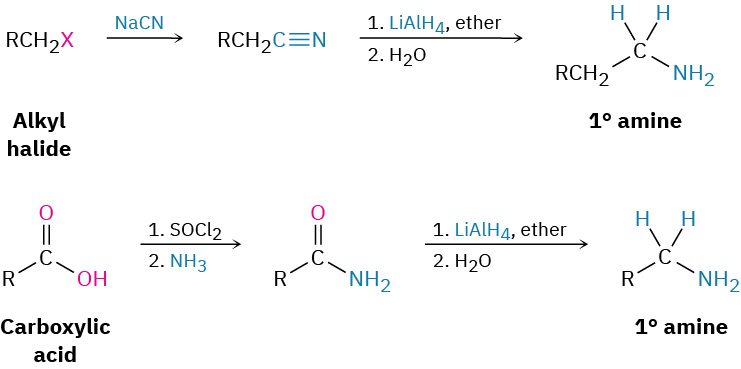 RCH₂X
NaCN
RCH₂C≡N
1. LiAlH₄, ether
2. H₂O
H H
C
RCH₂ NH₂
Alkyl
halide
1° amine
O
C
R OH
1. SOCl₂
2. NH₃
O
C
R NH₂
1. LiAlH₄, ether
2. H₂O
H H
C
R NH₂
Carboxylic
acid
1° amine